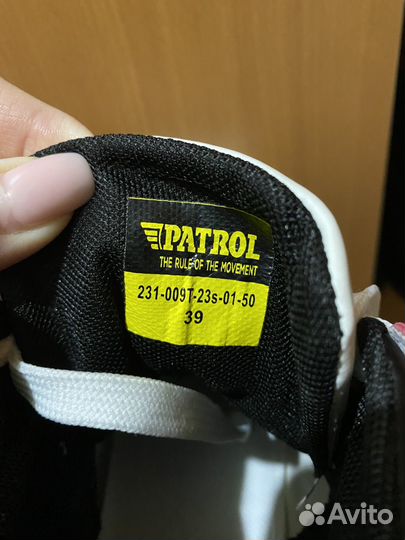 PATROL
THE RULE OF THE MOVEMENT
231-009T-23s-01-50
39
Avito